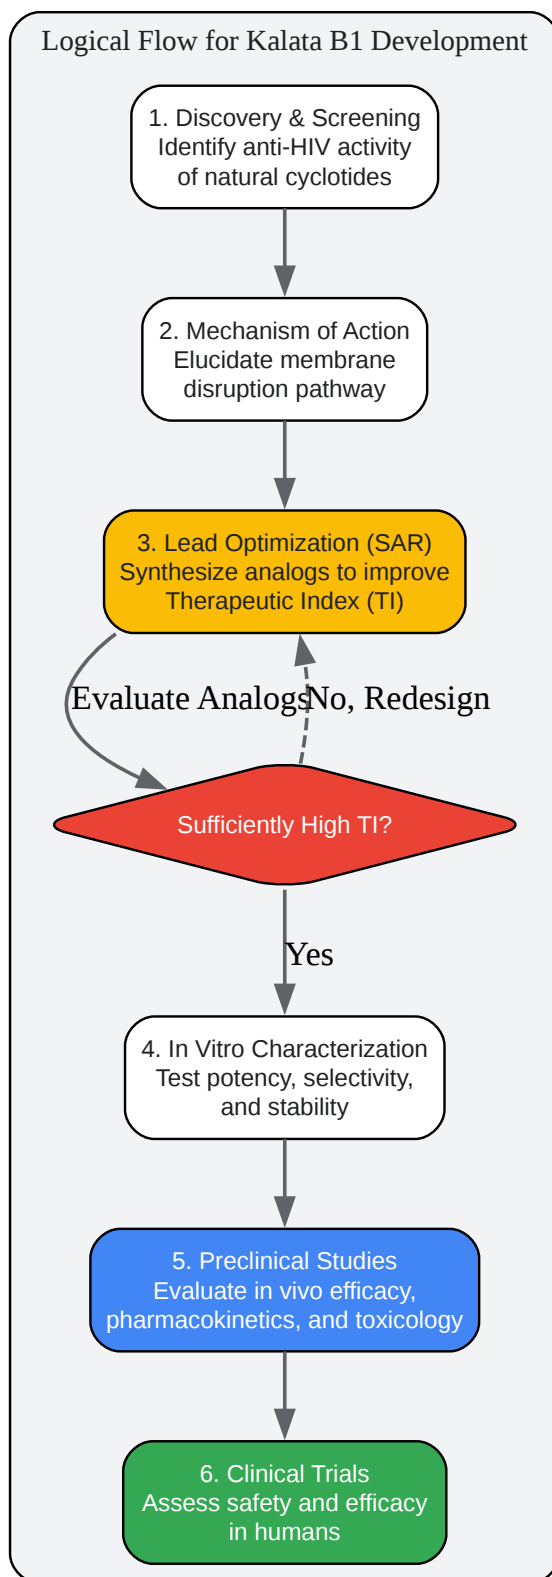 Logical Flow for Kalata B1 Development
1. Discovery & Screening
Identify anti-HIV activity
of natural cyclotides
2. Mechanism of Action
Elucidate membrane
disruption pathway
3. Lead Optimization (SAR)
Synthesize analogs to improve
Therapeutic Index (TI)
Evaluate Analogs
No, Redesign
Sufficiently High TI?
Yes
4. In Vitro Characterization
Test potency, selectivity,
and stability
5. Preclinical Studies
Evaluate in vivo efficacy,
pharmacokinetics, and toxicology
6. Clinical Trials
Assess safety and efficacy
in humans